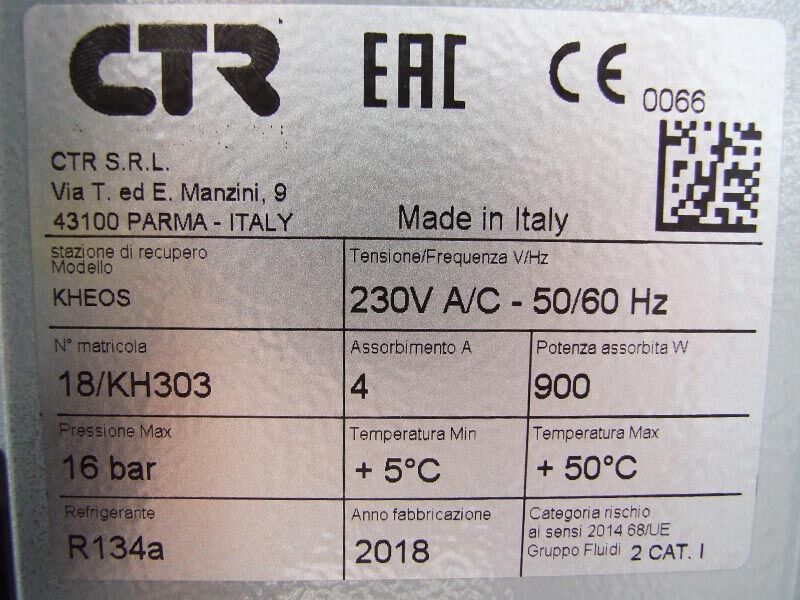 CTR EAC CE 0066
CTR S.R.L.
Via T. ed E. Manzini, 9
43100 PARMA - ITALY
Made in Italy
stazione di recupero
Modello
KHEOS
Tensione/Frequenza V/Hz
230V A/C - 50/60 Hz
N° matricola
18/KH303
Assorbimento A
4
Potenza assorbita W
900
Pressione Max
16 bar
Temperatura Min
+ 5°C
Temperatura Max
+ 50°C
Refrigerante
R134a
Anno fabbricazione
2018
Categoria rischio
ai sensi 2014 68/UE
Gruppo Fluidi 2 CAT. I